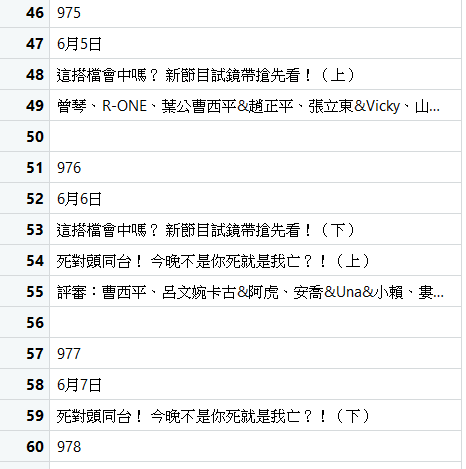 46 975
47 6月5日
48 這搭檔會中嗎？ 新節目試鏡帶搶先看！（上）
49 曾琴、R-ONE、葉公曹西平&趙正平、張立東&Vicky、山...
50
51 976
52 6月6日
53 這搭檔會中嗎？ 新節目試鏡帶搶先看！（下）
54 死對頭同台！ 今晚不是你死就是我亡？！（上）
55 評審：曹西平、呂文婉卡古&阿虎、安喬&Una&小賴、婁...
56
57 977
58 6月7日
59 死對頭同台！ 今晚不是你死就是我亡？！（下）
60 978